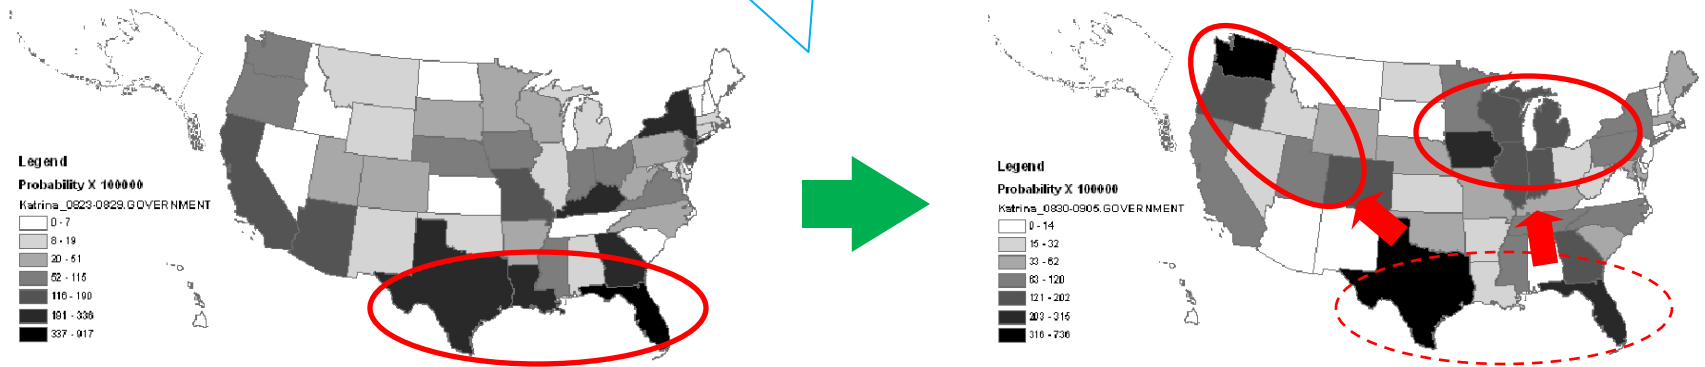 Legend
Probability X 100000
Katrina_0823-0829.GOVERNMENT
0 - 7
8 - 19
20 - 51
52 - 115
116 - 190
191 - 336
337 - 917
Legend
Probability X 100000
Katrina_0830-0905.GOVERNMENT
0 - 14
15 - 32
33 - 62
63 - 120
121 - 202
203 - 315
316 - 736